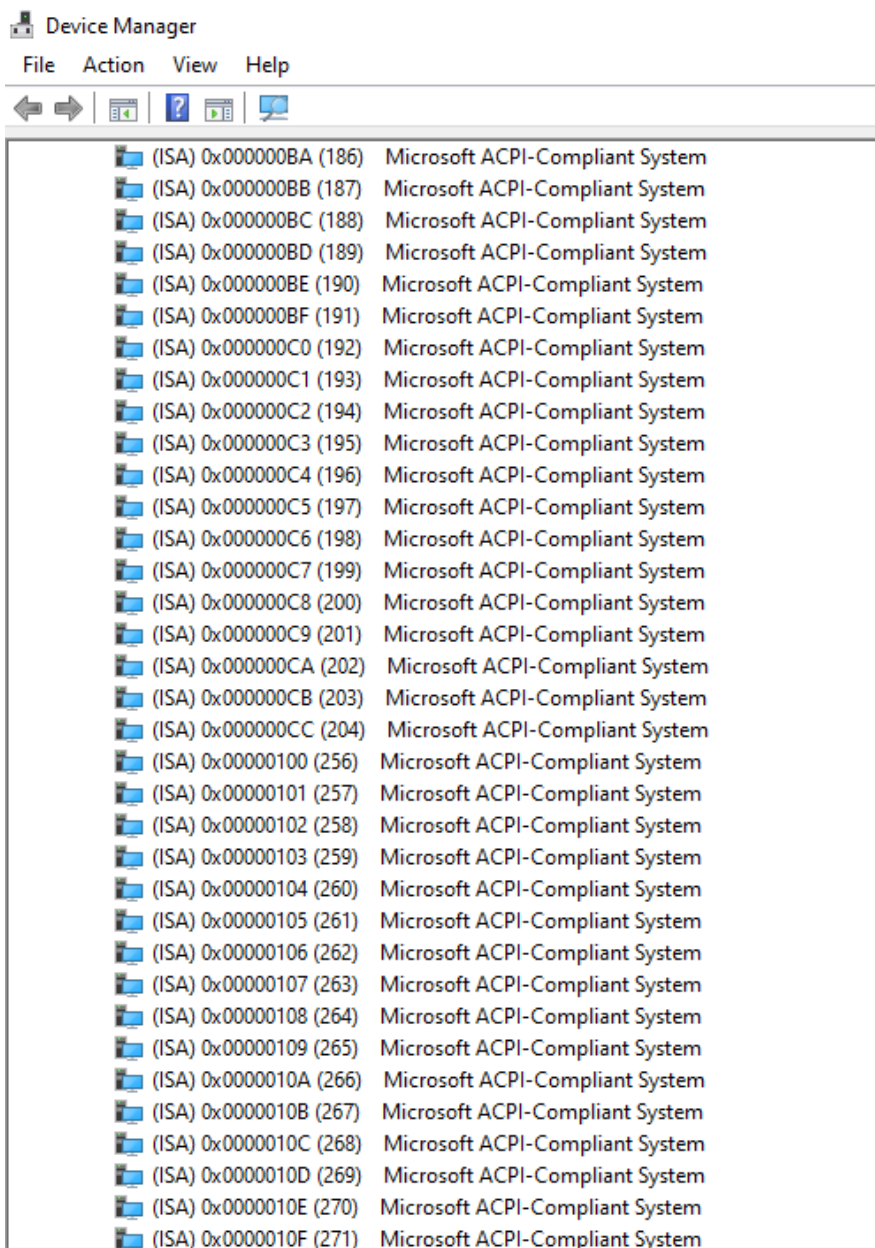 Device Manager
File Action View Help
(ISA) 0x000000BA (186) Microsoft ACPI-Compliant System
(ISA) 0x000000BB (187) Microsoft ACPI-Compliant System
(ISA) 0x000000BC (188) Microsoft ACPI-Compliant System
(ISA) 0x000000BD (189) Microsoft ACPI-Compliant System
(ISA) 0x000000BE (190) Microsoft ACPI-Compliant System
(ISA) 0x000000BF (191) Microsoft ACPI-Compliant System
(ISA) 0x000000C0 (192) Microsoft ACPI-Compliant System
(ISA) 0x000000C1 (193) Microsoft ACPI-Compliant System
(ISA) 0x000000C2 (194) Microsoft ACPI-Compliant System
(ISA) 0x000000C3 (195) Microsoft ACPI-Compliant System
(ISA) 0x000000C4 (196) Microsoft ACPI-Compliant System
(ISA) 0x000000C5 (197) Microsoft ACPI-Compliant System
(ISA) 0x000000C6 (198) Microsoft ACPI-Compliant System
(ISA) 0x000000C7 (199) Microsoft ACPI-Compliant System
(ISA) 0x000000C8 (200) Microsoft ACPI-Compliant System
(ISA) 0x000000C9 (201) Microsoft ACPI-Compliant System
(ISA) 0x000000CA (202) Microsoft ACPI-Compliant System
(ISA) 0x000000CB (203) Microsoft ACPI-Compliant System
(ISA) 0x000000CC (204) Microsoft ACPI-Compliant System
(ISA) 0x00000100 (256) Microsoft ACPI-Compliant System
(ISA) 0x00000101 (257) Microsoft ACPI-Compliant System
(ISA) 0x00000102 (258) Microsoft ACPI-Compliant System
(ISA) 0x00000103 (259) Microsoft ACPI-Compliant System
(ISA) 0x00000104 (260) Microsoft ACPI-Compliant System
(ISA) 0x00000105 (261) Microsoft ACPI-Compliant System
(ISA) 0x00000106 (262) Microsoft ACPI-Compliant System
(ISA) 0x00000107 (263) Microsoft ACPI-Compliant System
(ISA) 0x00000108 (264) Microsoft ACPI-Compliant System
(ISA) 0x00000109 (265) Microsoft ACPI-Compliant System
(ISA) 0x0000010A (266) Microsoft ACPI-Compliant System
(ISA) 0x0000010B (267) Microsoft ACPI-Compliant System
(ISA) 0x0000010C (268) Microsoft ACPI-Compliant System
(ISA) 0x0000010D (269) Microsoft ACPI-Compliant System
(ISA) 0x0000010E (270) Microsoft ACPI-Compliant System
(ISA) 0x0000010F (271) Microsoft ACPI-Compliant System